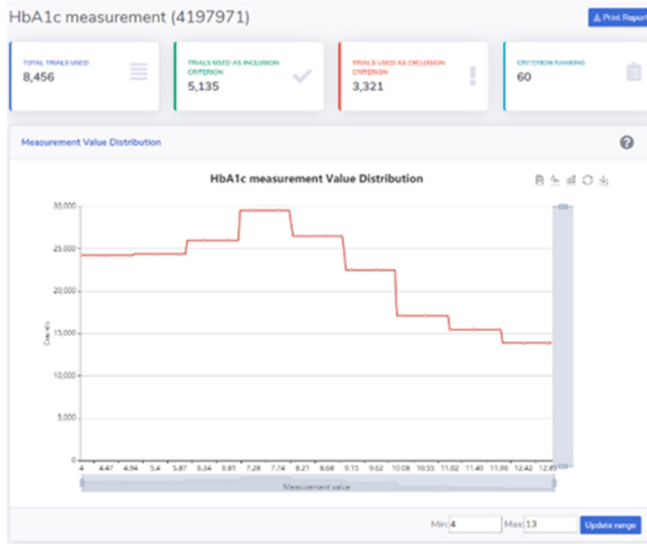 HbA1c measurement (4197971)
Print Report
TOTAL TRIALS USED
8,456
TRIALS USED AS INCLUSION
CRITERION
5,135
TRIALS USED AS EXCLUSION
CRITERION
3,321
CRITERION RANKING
60
Measurement Value Distribution
HbA1c measurement Value Distribution
30,000
25,000
20,000
15,000
10,000
5,000
0
Counts
4 4.47 4.94 5.4 5.87 6.34 6.81 7.28 7.74 8.21 8.68 9.15 9.62 10.08 10.55 11.02 11.49 11.96 12.42 12.89
Measurement value
Min: 4 Max: 13 Update range